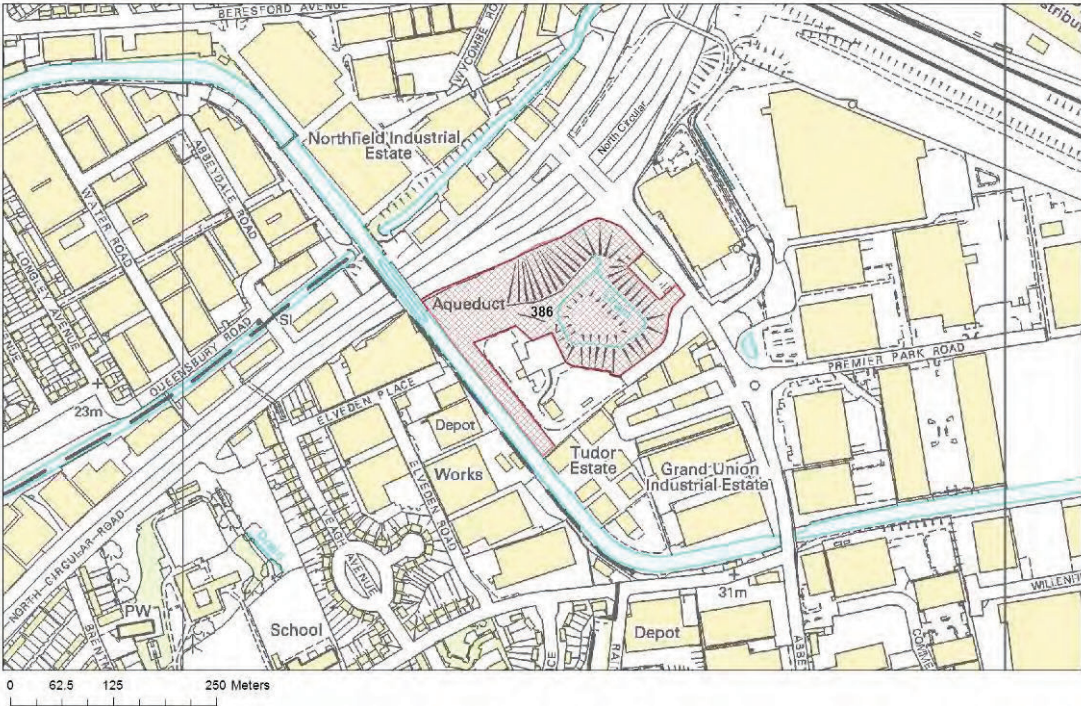 BERESFORD AVENUE
Northfield Industrial
Estate
North Circular
ABBEYDALE ROAD
WATER ROAD
LONGLEY
AVENUE
Aqueduct
386
SI
QUEENSBURY ROAD
PREMIER PARK ROAD
23m
ELVEDEN PLACE
Depot
Works
ELVEDEN ROAD
Tudor
Estate
Grand Union
Industrial Estate
NORTH CIRCULAR ROAD
IVEAGH
AVENUE
PW
School
31m
Depot
0 62.5 125 250 Meters